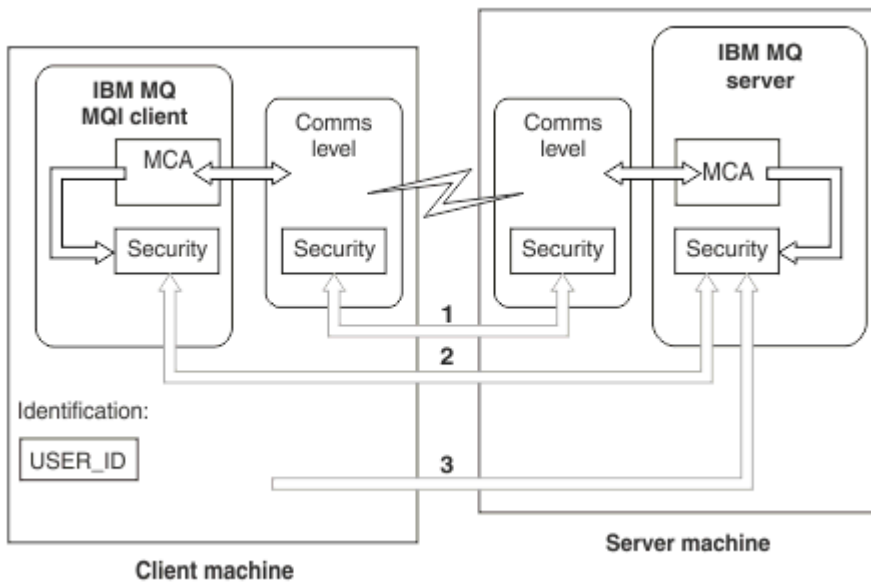 IBM MQ
MQI client
MCA
Security
Comms
level
Security
Comms
level
Security
IBM MQ
server
MCA
Security
1
2
3
Identification:
USER_ID
Client machine
Server machine